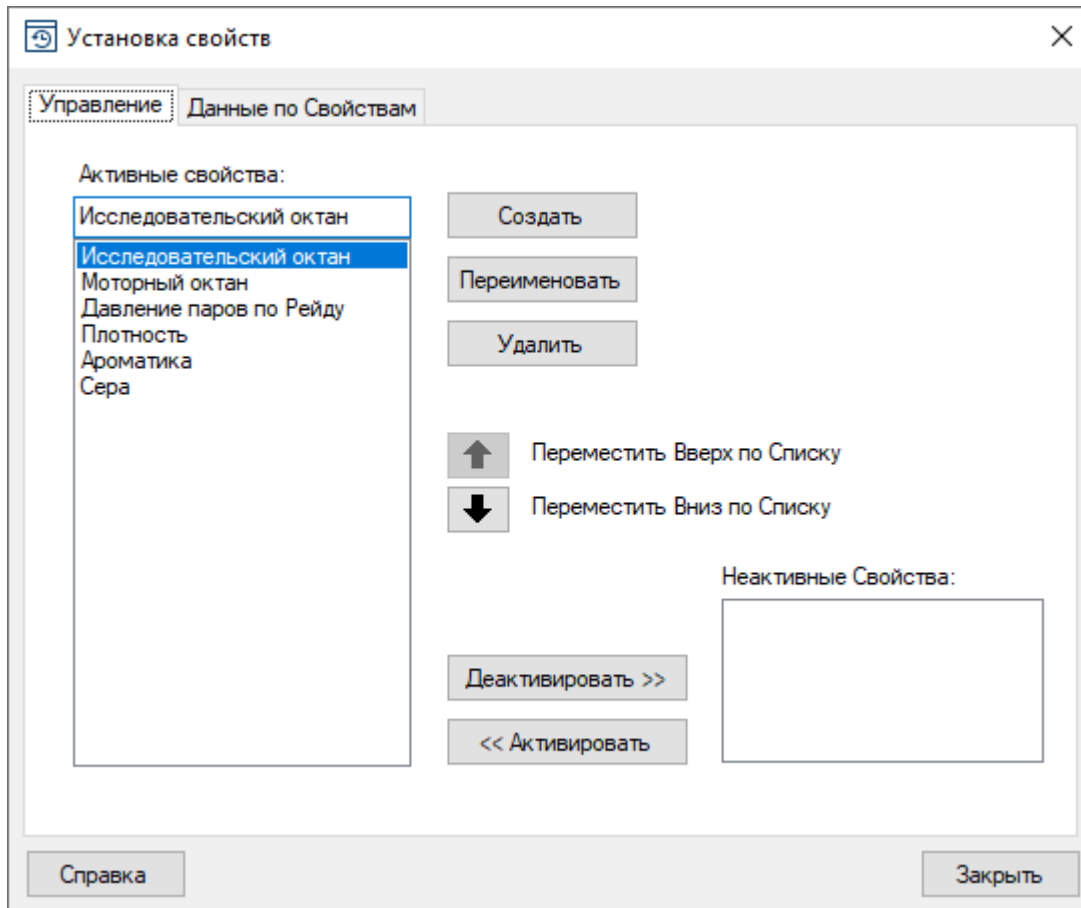 Установка свойств
Управление
Данные по Свойствам
Активные свойства:
Исследовательский октан
Создать
Исследовательский октан
Моторный октан
Давление паров по Рейду
Плотность
Ароматика
Сера
Переименовать
Удалить
Переместить Вверх по Списку
Переместить Вниз по Списку
Неактивные Свойства:
Деактивировать >>
<< Активировать
Справка
Закрыть